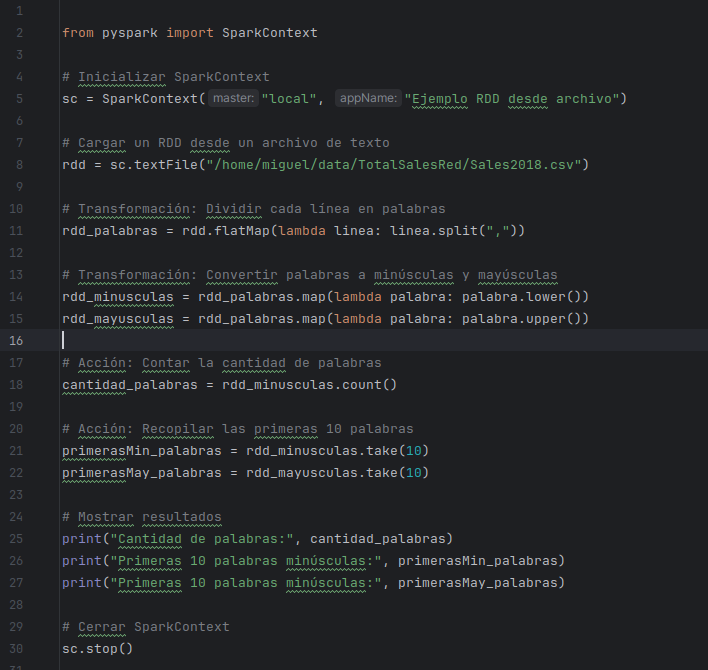 1
2 from pyspark import SparkContext
3
4 # Inicializar SparkContext
5 sc = SparkContext( master: "local", appName: "Ejemplo RDD desde archivo")
6
7 # Cargar un RDD desde un archivo de texto
8 rdd = sc.textFile("/home/miguel/data/TotalSalesRed/Sales2018.csv")
9
10 # Transformación: Dividir cada línea en palabras
11 rdd_palabras = rdd.flatMap(lambda linea: linea.split(","))
12
13 # Transformación: Convertir palabras a minúsculas y mayúsculas
14 rdd_minusculas = rdd_palabras.map(lambda palabra: palabra.lower())
15 rdd_mayusculas = rdd_palabras.map(lambda palabra: palabra.upper())
16
17 # Acción: Contar la cantidad de palabras
18 cantidad_palabras = rdd_minusculas.count()
19
20 # Acción: Recopilar las primeras 10 palabras
21 primerasMin_palabras = rdd_minusculas.take(10)
22 primerasMay_palabras = rdd_mayusculas.take(10)
23
24 # Mostrar resultados
25 print("Cantidad de palabras:", cantidad_palabras)
26 print("Primeras 10 palabras minúsculas:", primerasMin_palabras)
27 print("Primeras 10 palabras minúsculas:", primerasMay_palabras)
28
29 # Cerrar SparkContext
30 sc.stop()
31